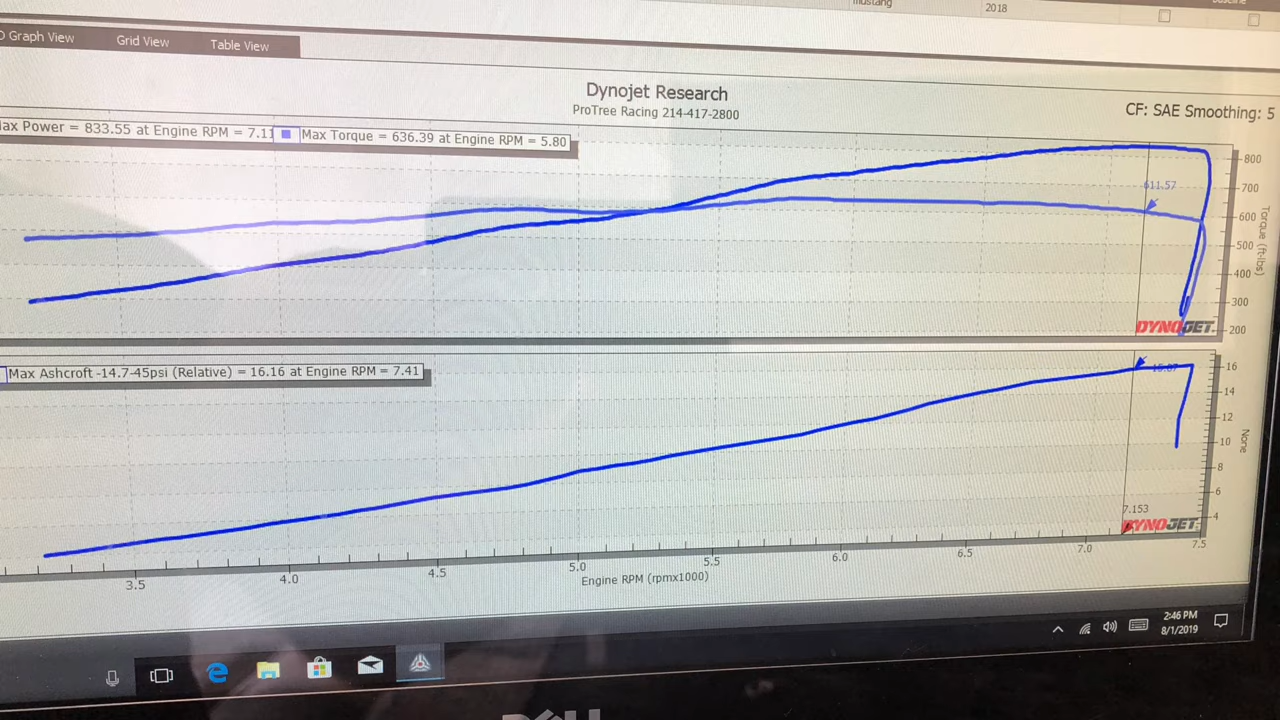 mustang
2018
D Graph View
Grid View
Table View
Dynojet Research
ProTree Racing 214-417-2800
CF: SAE Smoothing: 5
ax Power = 833.55 at Engine RPM = 7.11
Max Torque = 636.39 at Engine RPM = 5.80
800
700
611.57
600
500
400
300
200
Torque (ft-lbs)
DYNOJET
Max Ashcroft -14.7-45psi (Relative) = 16.16 at Engine RPM = 7.41
16
14
12
10
8
6
4
None
7.153
DYNOJET
3.5
4.0
4.5
5.0
5.5
6.0
6.5
7.0
7.5
Engine RPM (rpmx1000)
2:46 PM
8/1/2019
DELL